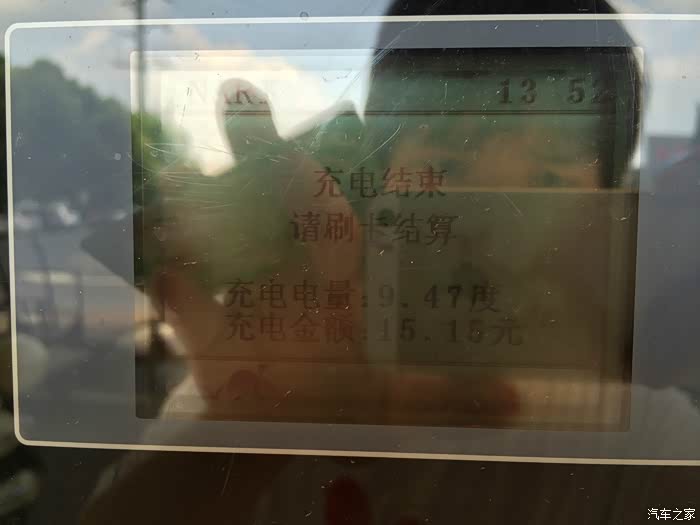 NARI 13 52
充电结束
请刷卡结算
充电电量:9.47度
充电金额:15.15元
汽车之家